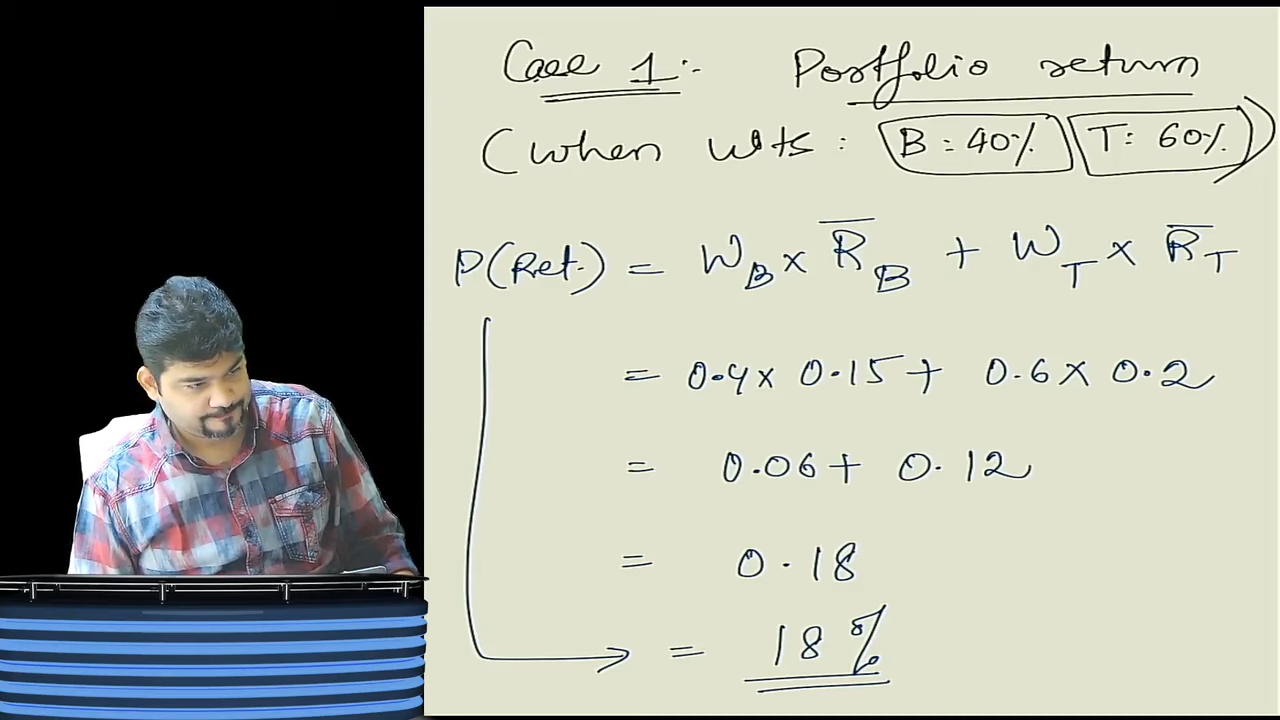 Case 1:- Portfolio return
(when wts: B: 40% T: 60%)
P(Ret.) = W_B × R̅_B + W_T × R̅_T
= 0.4 × 0.15 + 0.6 × 0.2
= 0.06 + 0.12
= 0.18
= 18%